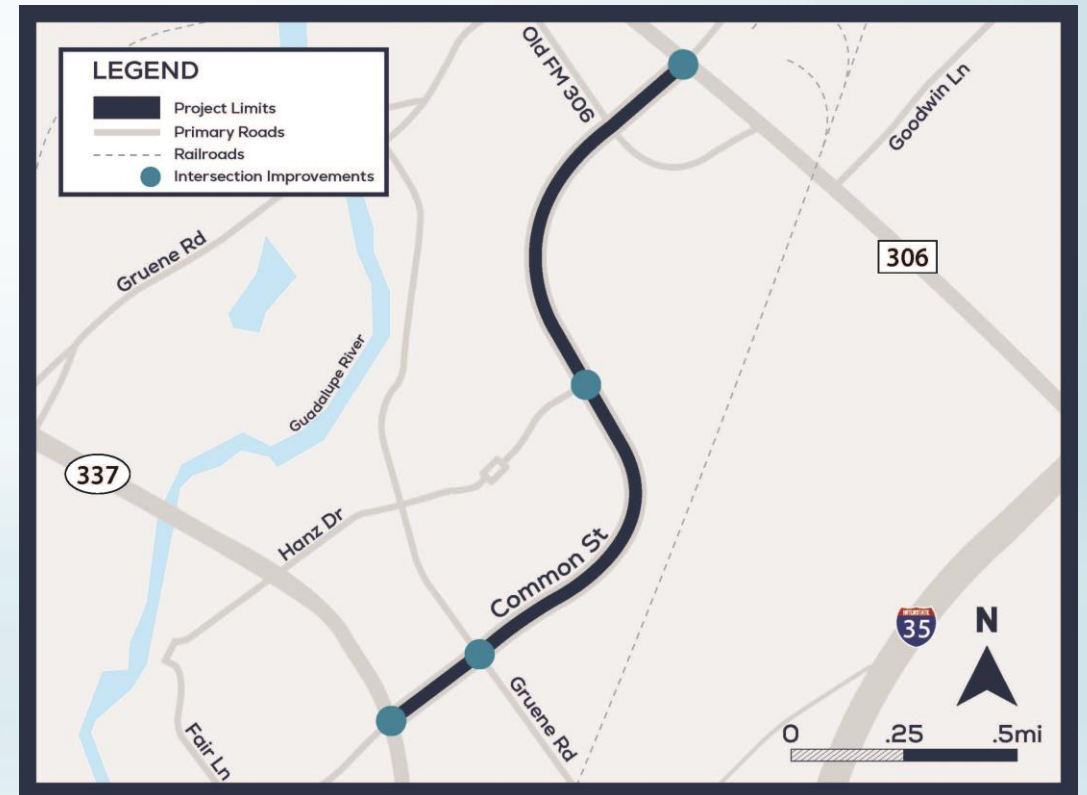 LEGEND
Project Limits
Primary Roads
Railroads
Intersection Improvements
Old FM 306
Goodwin Ln
Gruene Rd
306
Guadalupe River
337
Hanz Dr
Common St
INTERSTATE
35
N
Gruene Rd
Fair Ln
0 .25 .5mi